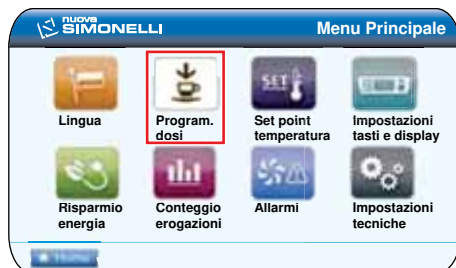 nuova
SIMONELLI
Menu Principale
SET
Lingua
Program.
dosi
Set point
temperatura
Impostazioni
tasti e display
Risparmio
energia
Conteggio
erogazioni
Allarmi
Impostazioni
tecniche
Home